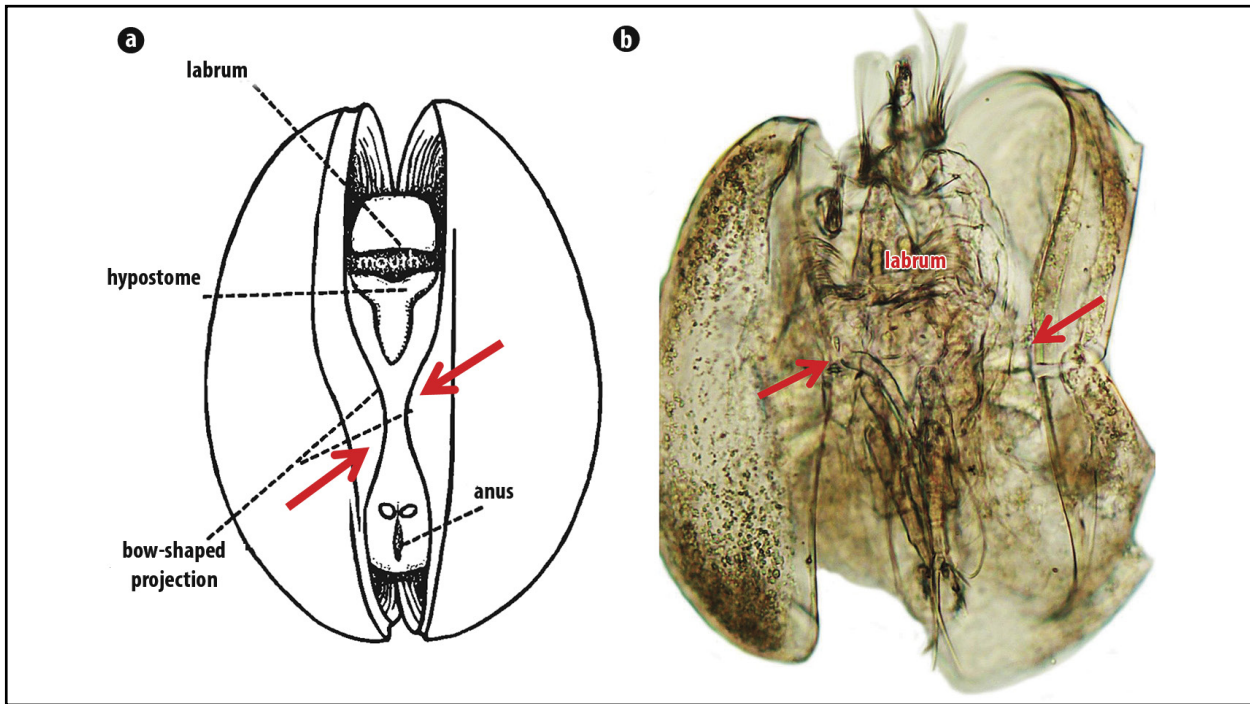 a
labrum
mouth
hypostome
anus
bow-shaped
projection
b
labrum